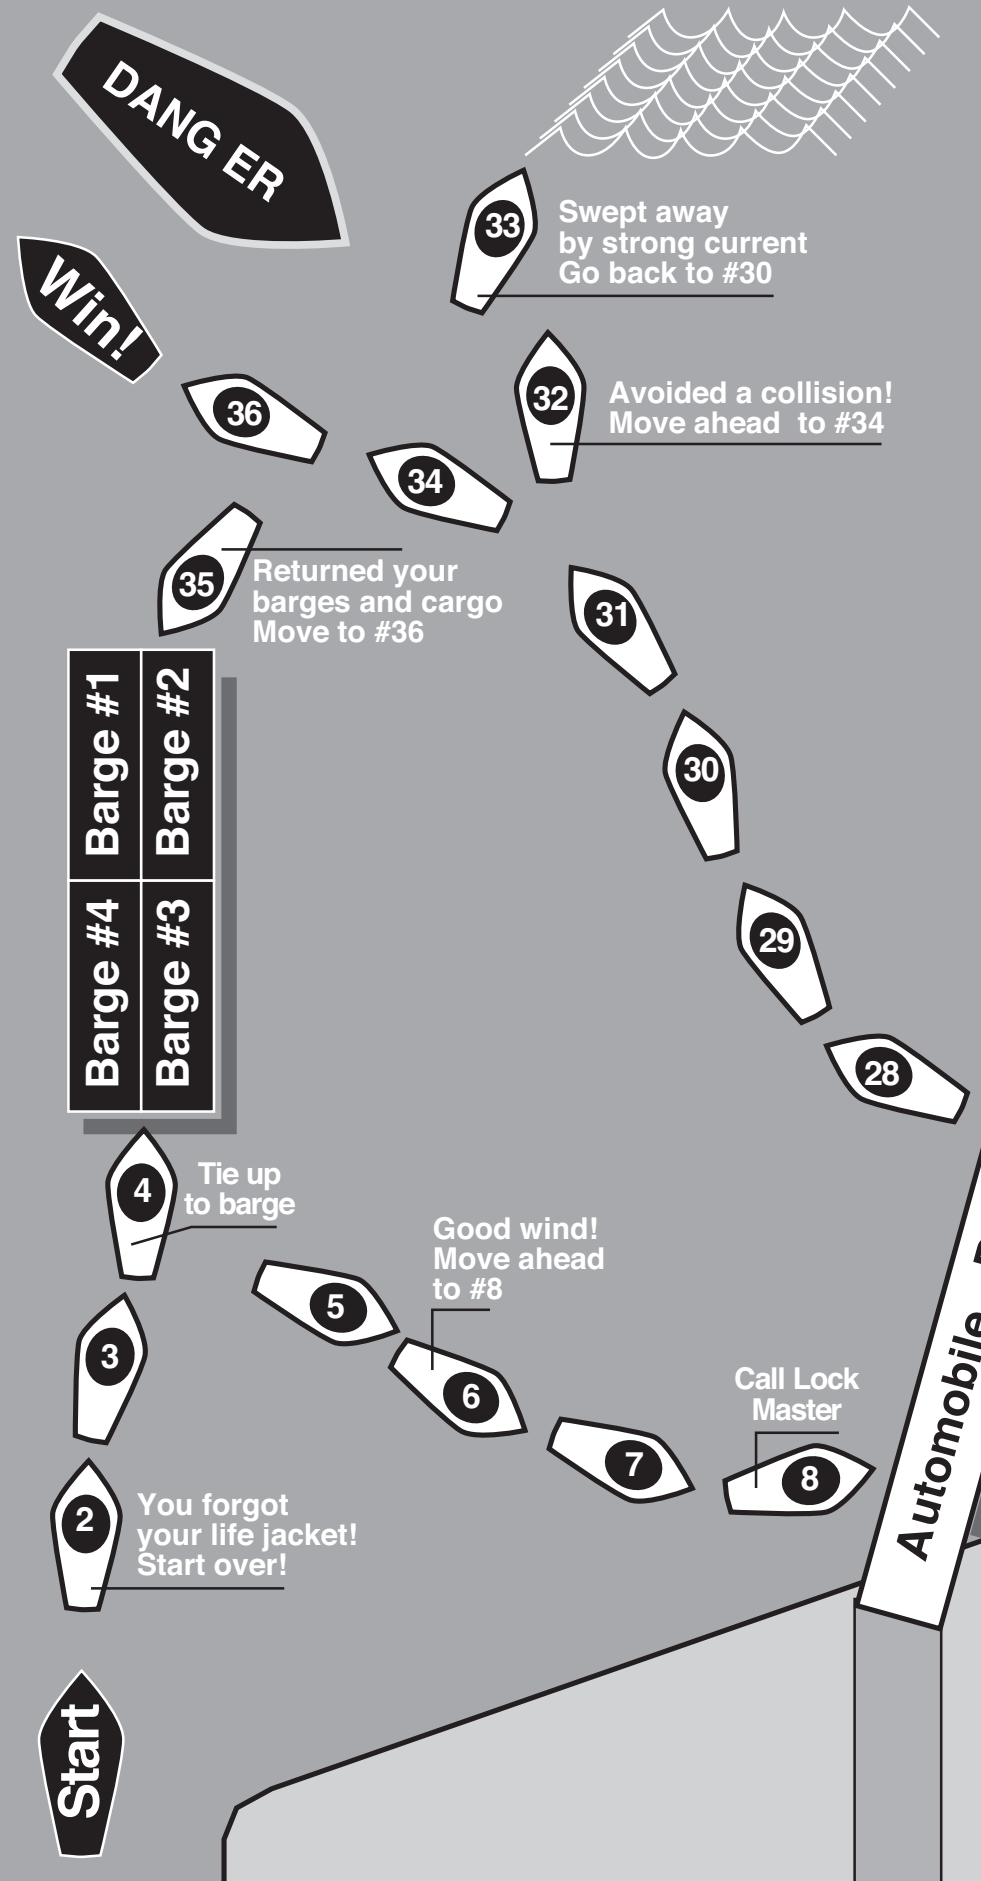 DANG ER
Win!
33
Swept away
by strong current
Go back to #30
32
Avoided a collision!
Move ahead to #34
36
34
35
Returned your
barges and cargo
Move to #36
31
30
29
28
Barge #1
Barge #2
Barge #4
Barge #3
4
Tie up
to barge
Good wind!
Move ahead
to #8
5
3
6
7
Call Lock
Master
8
Automobile
2
You forgot
your life jacket!
Start over!
Start